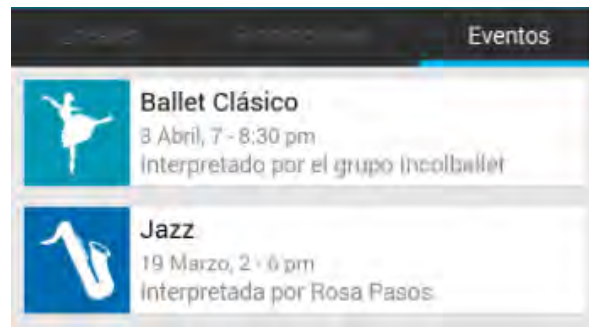 Eventos
Ballet Clásico
3 Abril, 7 - 8:30 pm
Interpretado por el grupo Incolballet
Jazz
19 Marzo, 2 - 6 pm
Interpretada por Rosa Pasos